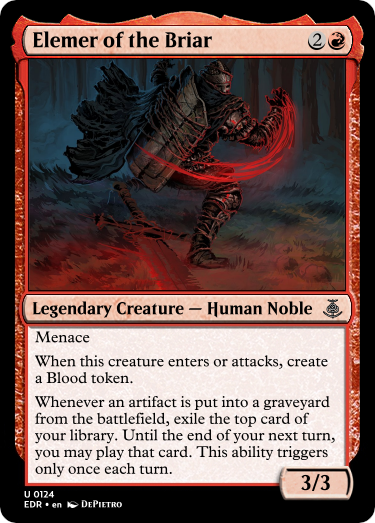 Elemer of the Briar 2
Legendary Creature — Human Noble
Menace
When this creature enters or attacks, create
a Blood token.
Whenever an artifact is put into a graveyard
from the battlefield, exile the top card of
your library. Until the end of your next turn,
you may play that card. This ability triggers
only once each turn.
3/3
U 0124
EDR • en DePietro